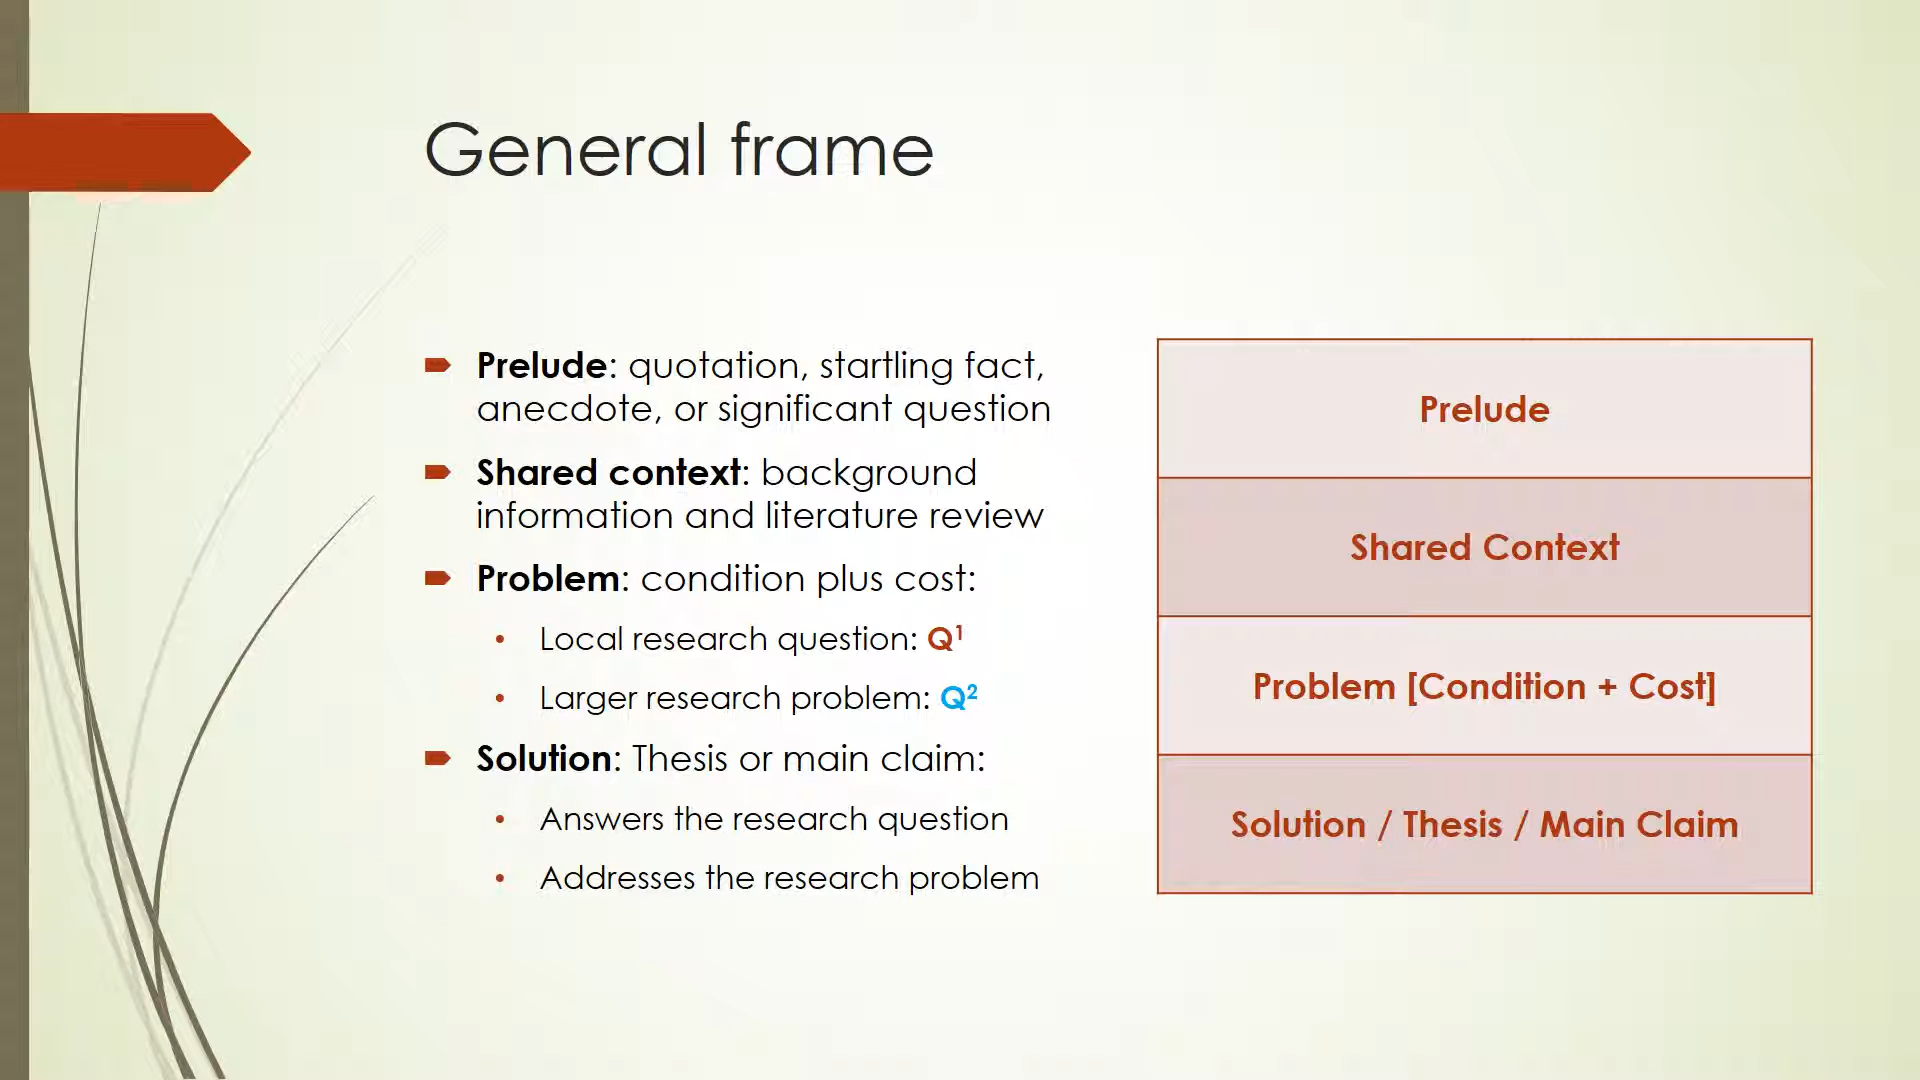 General frame
Prelude: quotation, startling fact,
anecdote, or significant question
Shared context: background
information and literature review
Problem: condition plus cost:
• Local research question: Q¹
• Larger research problem: Q²
Solution: Thesis or main claim:
• Answers the research question
• Addresses the research problem
Prelude
Shared Context
Problem [Condition + Cost]
Solution / Thesis / Main Claim